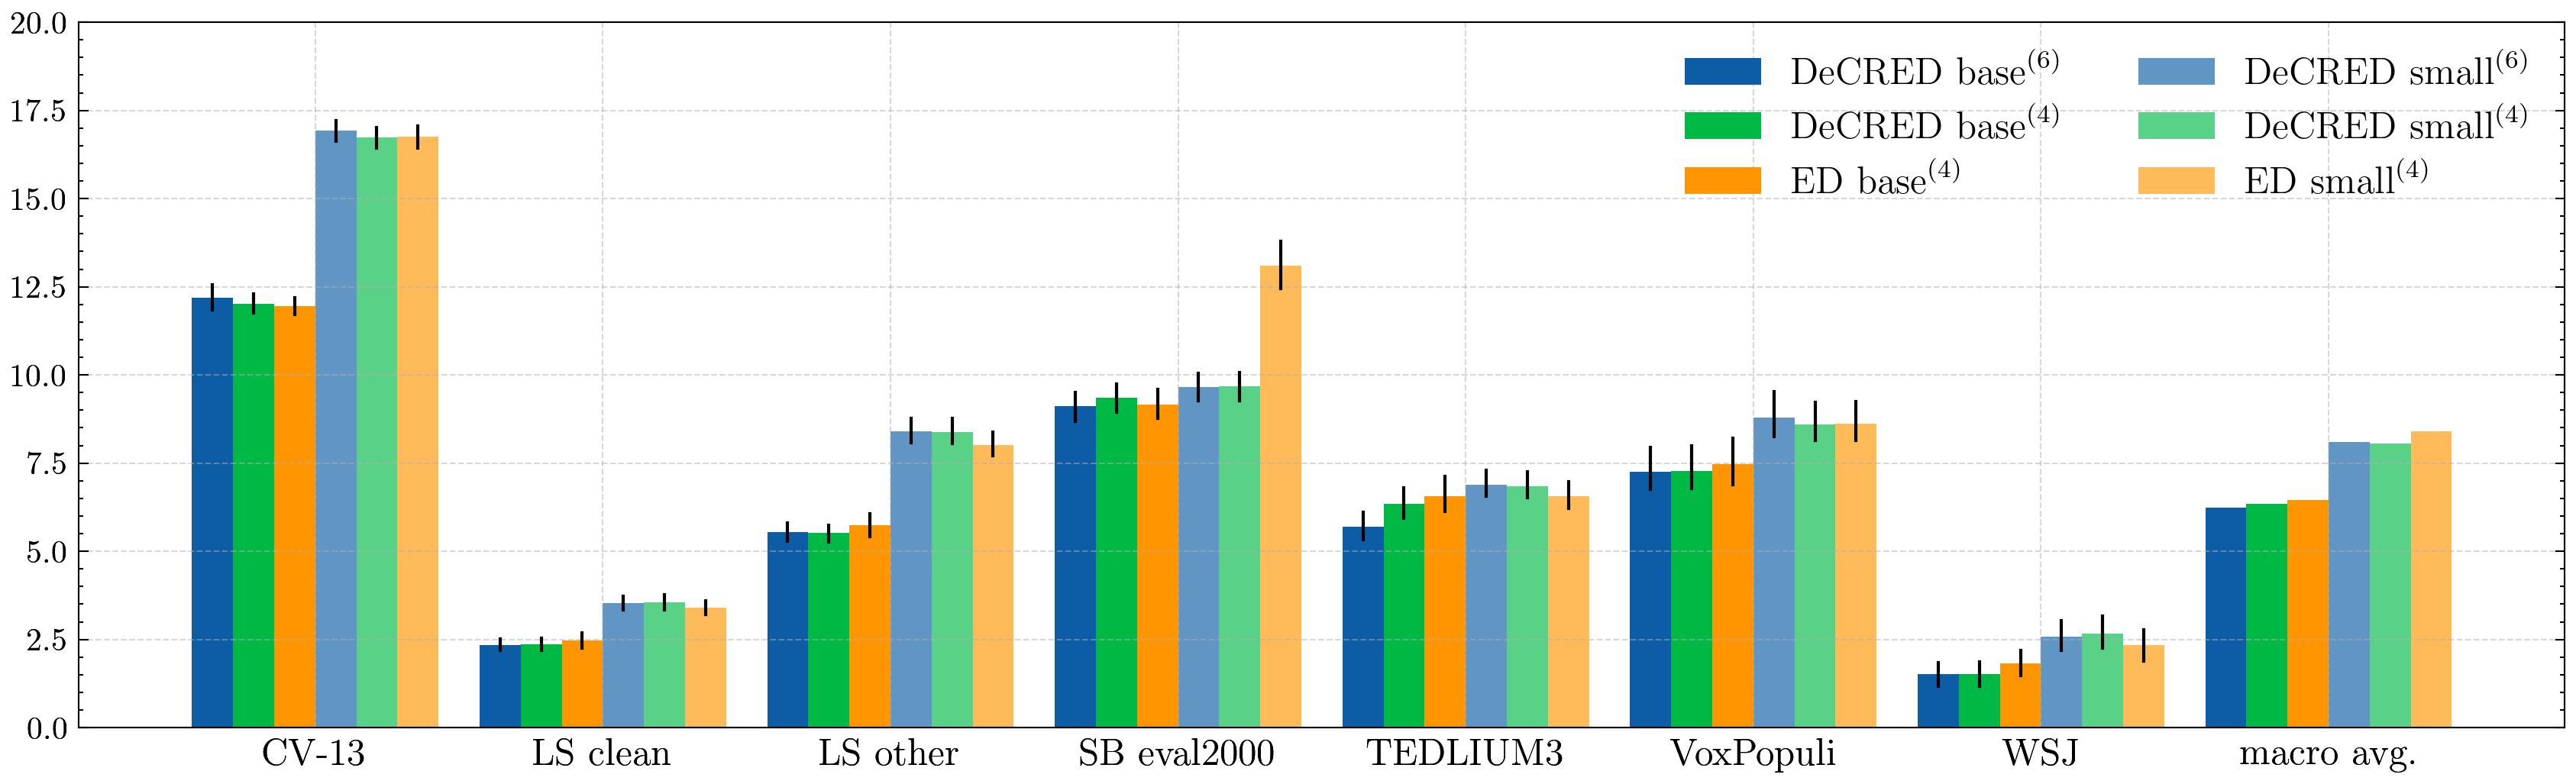 20.0
17.5
15.0
12.5
10.0
7.5
5.0
2.5
0.0
DeCRED base⁽⁶⁾ DeCRED small⁽⁶⁾
DeCRED base⁽⁴⁾ DeCRED small⁽⁴⁾
ED base⁽⁴⁾ ED small⁽⁴⁾
CV-13 LS clean LS other SB eval2000 TEDLIUM3 VoxPopuli WSJ macro avg.